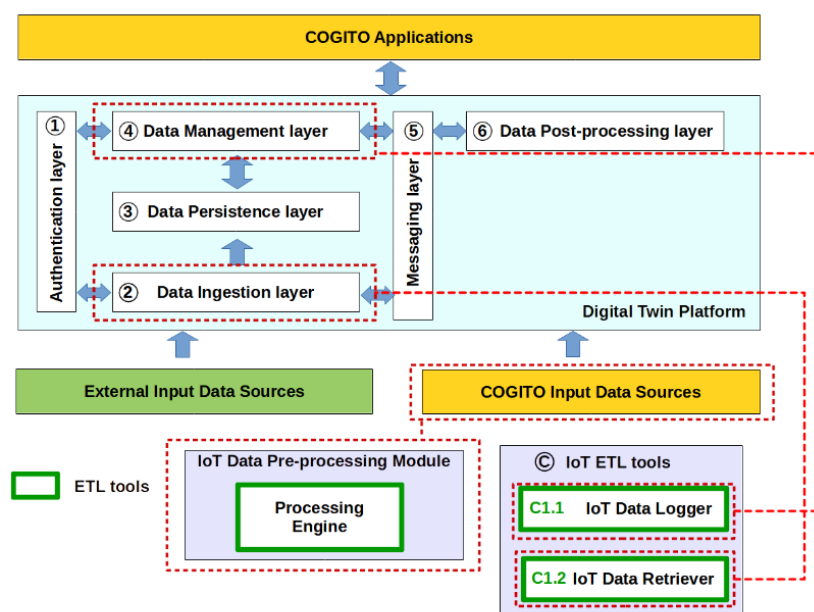 COGITO Applications
① Authentication layer
④ Data Management layer
⑤ Messaging layer
⑥ Data Post-processing layer
③ Data Persistence layer
② Data Ingestion layer
Digital Twin Platform
External Input Data Sources
COGITO Input Data Sources
IoT Data Pre-processing Module
Processing
Engine
ETL tools
Ⓒ IoT ETL tools
C1.1 IoT Data Logger
C1.2 IoT Data Retriever